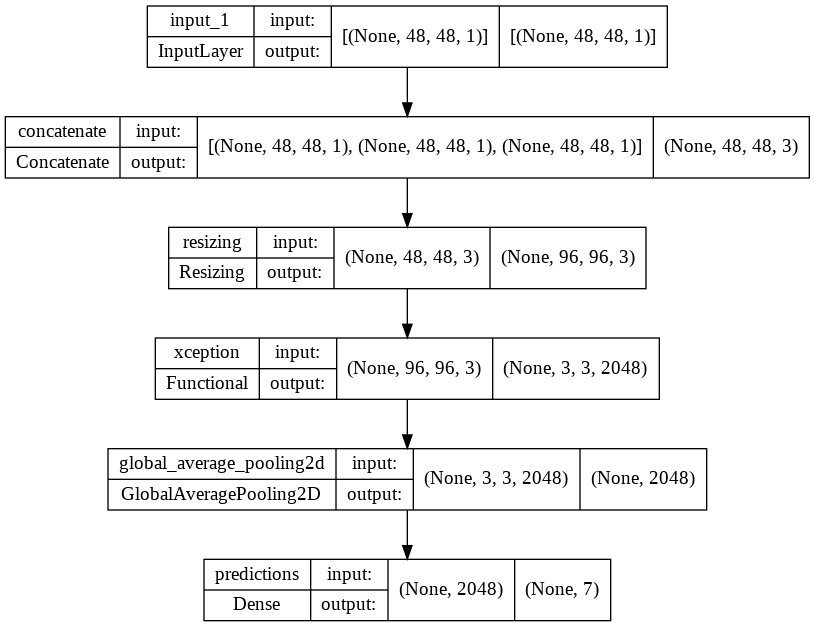 input_1 input: [(None, 48, 48, 1)] [(None, 48, 48, 1)]
InputLayer output:
concatenate input: [(None, 48, 48, 1), (None, 48, 48, 1), (None, 48, 48, 1)] (None, 48, 48, 3)
Concatenate output:
resizing input: (None, 48, 48, 3) (None, 96, 96, 3)
Resizing output:
xception input: (None, 96, 96, 3) (None, 3, 3, 2048)
Functional output:
global_average_pooling2d input: (None, 3, 3, 2048) (None, 2048)
GlobalAveragePooling2D output:
predictions input: (None, 2048) (None, 7)
Dense output: